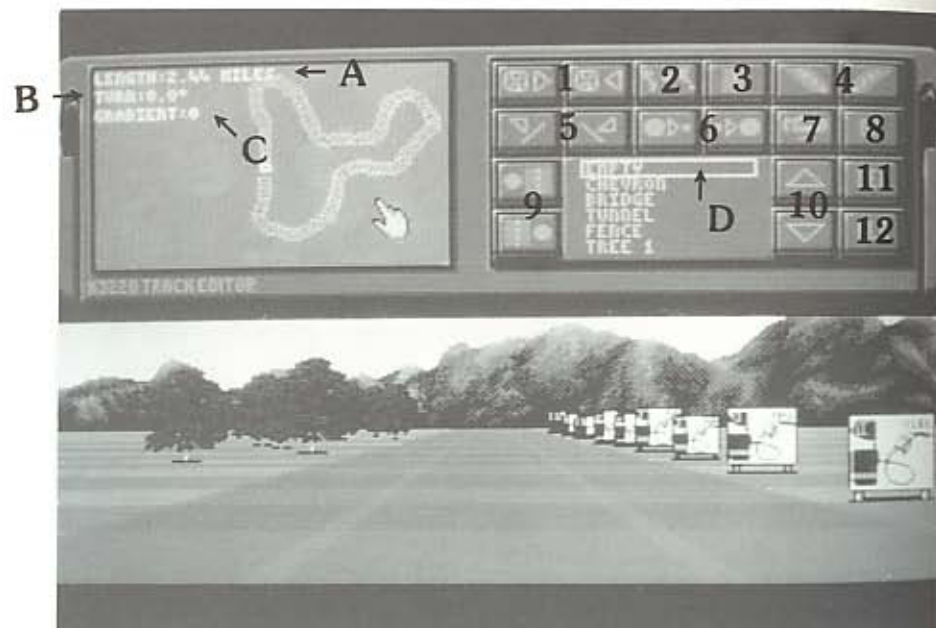 LENGTH:2.44 MILES
A
B
TURN:0.0°
GRADIENT:0
C
1
2
3
4
5
6
7
8
9
10
11
12
EMPTY
CHEVRON
BRIDGE
TUNNEL
FENCE
TREE 1
D
TRACK EDITOR